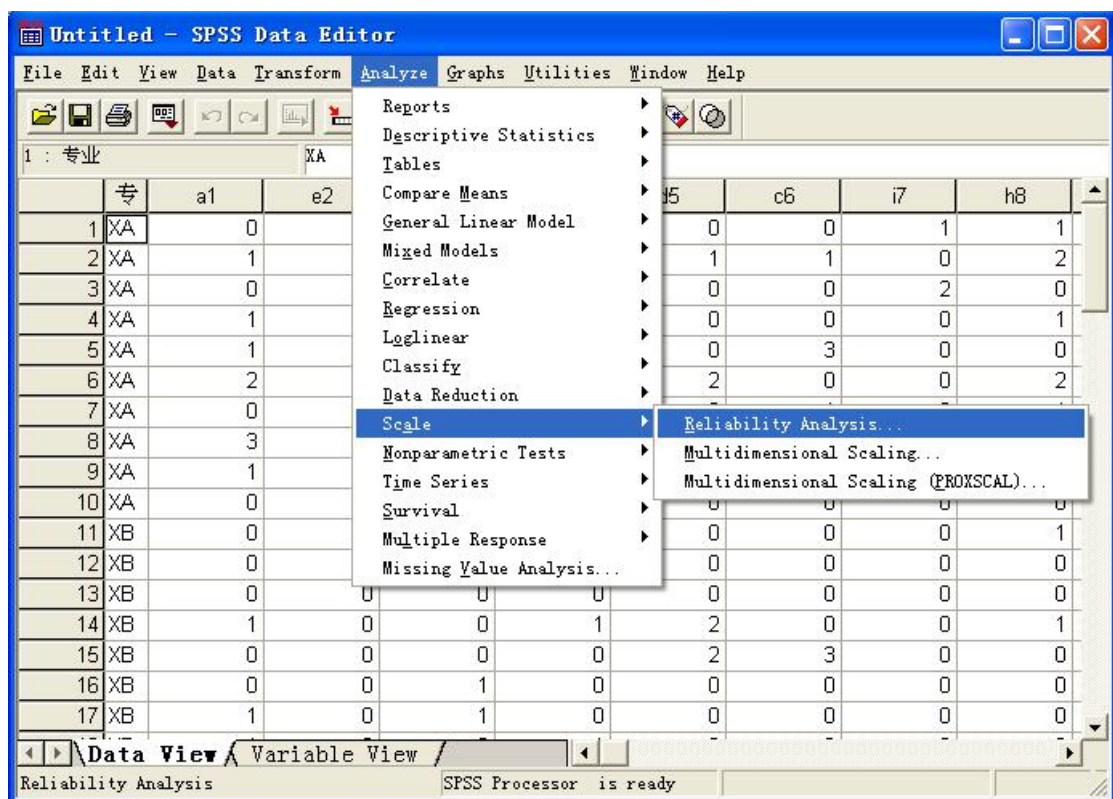 Untitled - SPSS Data Editor
File Edit View Data Transform Analyze Graphs Utilities Window Help
1 : 专业 XA
专 a1 e2 d5 c6 i7 h8
1 XA 0 0 0 1 1
2 XA 1 1 1 0 2
3 XA 0 0 0 2 0
4 XA 1 0 0 0 1
5 XA 1 0 3 0 0
6 XA 2 2 0 0 2
7 XA 0
8 XA 3
9 XA 1
10 XA 0 0 0 0 0
11 XB 0 0 0 0 1
12 XB 0 0 0 0 0
13 XB 0 0 0 0 0 0 0 0
14 XB 1 0 0 1 2 0 0 1
15 XB 0 0 0 0 2 3 0 0
16 XB 0 0 1 0 0 0 0 0
17 XB 1 0 1 0 0 0 0 0
Reports
Descriptive Statistics
Tables
Compare Means
General Linear Model
Mixed Models
Correlate
Regression
Loglinear
Classify
Data Reduction
Scale
Nonparametric Tests
Time Series
Survival
Multiple Response
Missing Value Analysis...
Reliability Analysis...
Multidimensional Scaling...
Multidimensional Scaling (PROXSCAL)...
Data View Variable View
Reliability Analysis SPSS Processor is ready